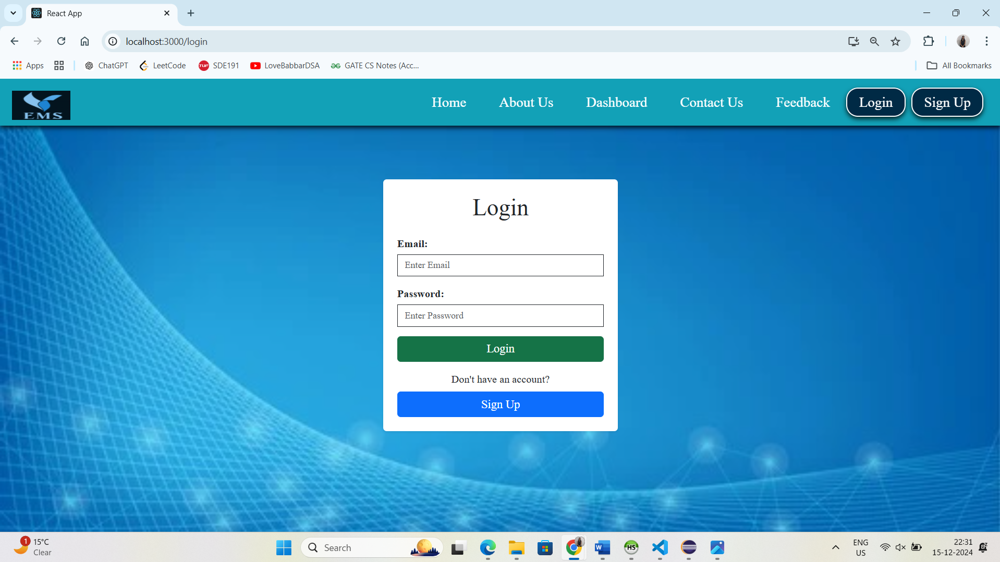 React App
localhost:3000/login
Apps
ChatGPT
LeetCode
TUF
SDE191
LoveBabbarDSA
GATE CS Notes (Acc...
All Bookmarks
EMS
Home
About Us
Dashboard
Contact Us
Feedback
Login
Sign Up
Login
Email:
Enter Email
Password:
Enter Password
Login
Don't have an account?
Sign Up
1
15°C
Clear
Search
W
HS
ENG
US
22:31
15-12-2024